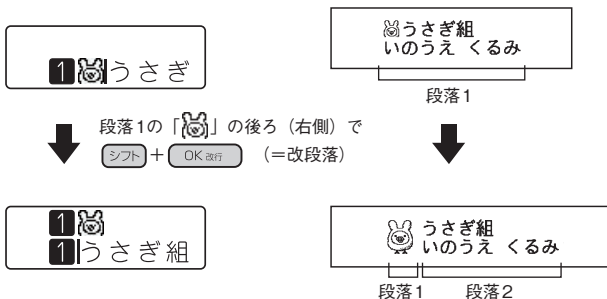 1 うさぎ
うさぎ組
いのうえ くるみ
段落1
段落1の「 」の後ろ（右側）で
シフト + OK 改行 （=改段落）
1
1 うさぎ組
うさぎ組
いのうえ くるみ
段落1 段落2